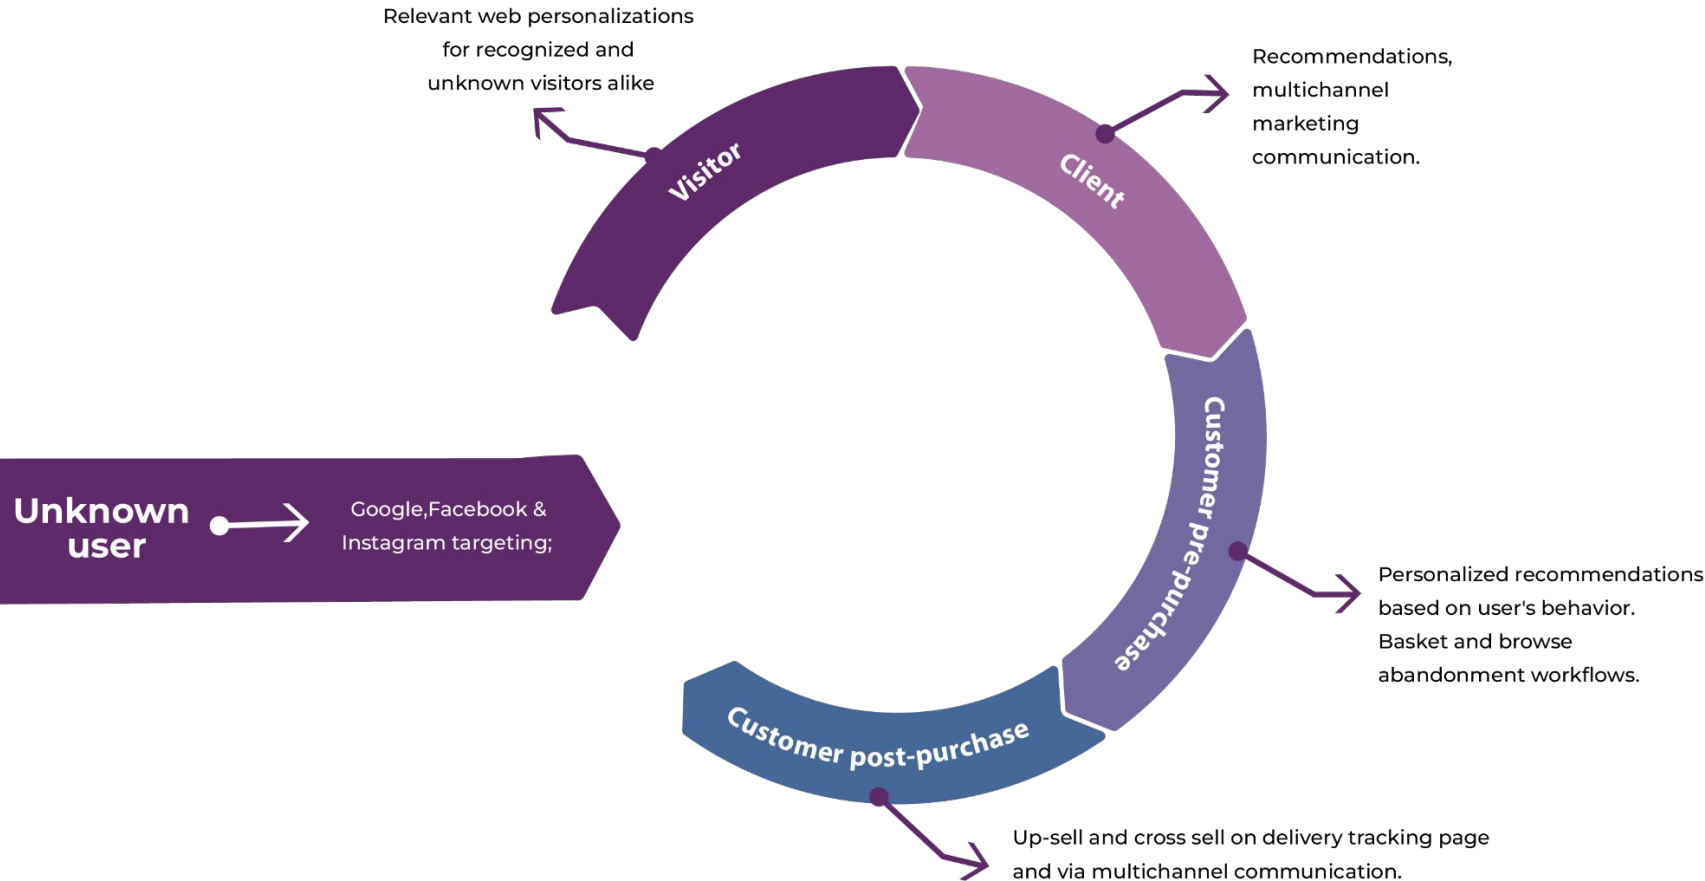 Relevant web personalizations
for recognized and
unknown visitors alike
Visitor
Client
Recommendations,
multichannel
marketing
communication.
Unknown
user
Google,Facebook &
Instagram targeting;
Customer pre-purchase
Personalized recommendations
based on user's behavior.
Basket and browse
abandonment workflows.
Customer post-purchase
Up-sell and cross sell on delivery tracking page
and via multichannel communication.